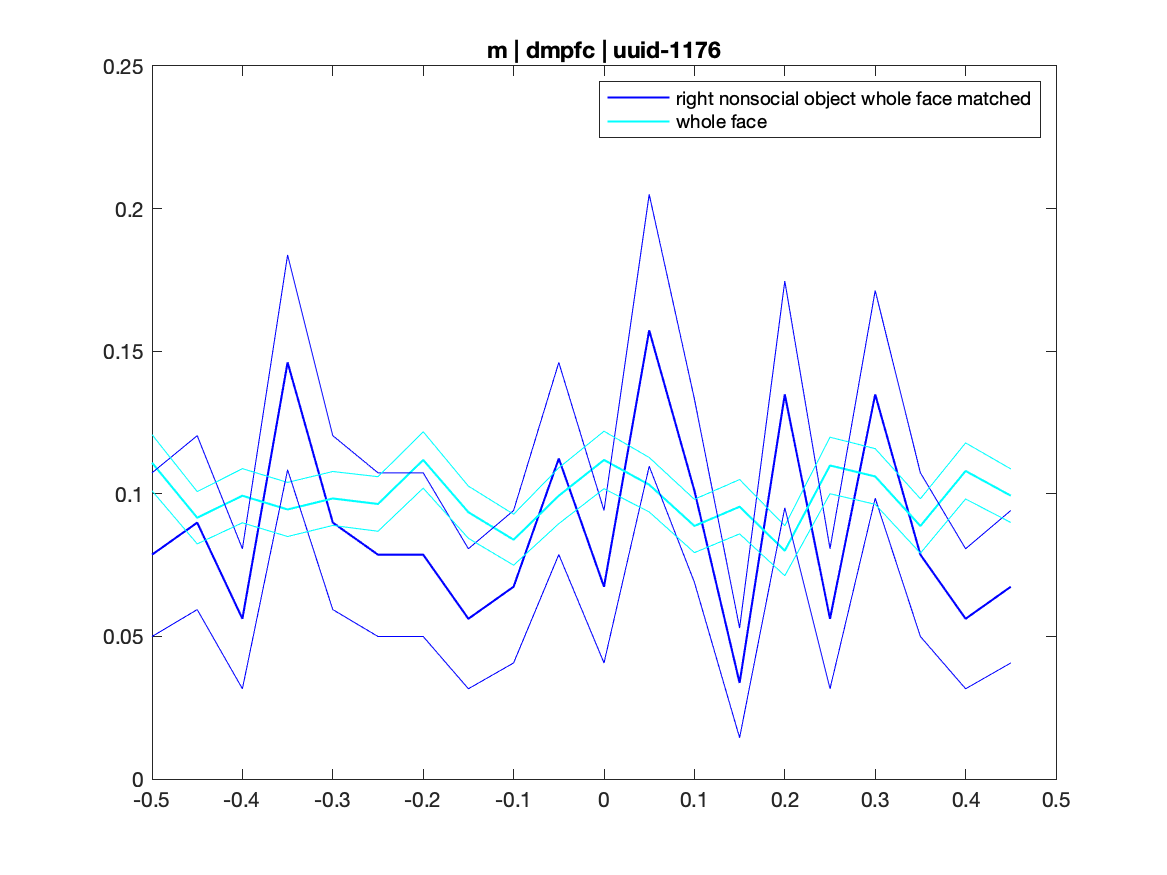 m | dmpfc | uuid-1176
right nonsocial object whole face matched
whole face
0.25
0.2
0.15
0.1
0.05
0
-0.5 -0.4 -0.3 -0.2 -0.1 0 0.1 0.2 0.3 0.4 0.5